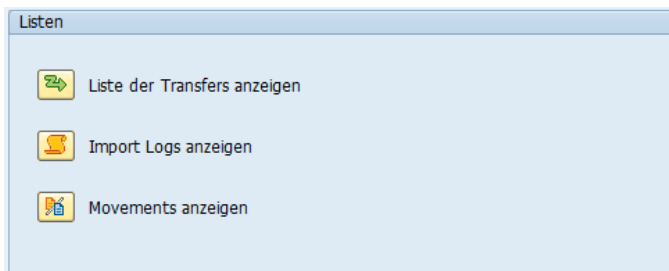 Listen
Liste der Transfers anzeigen
Import Logs anzeigen
Movements anzeigen